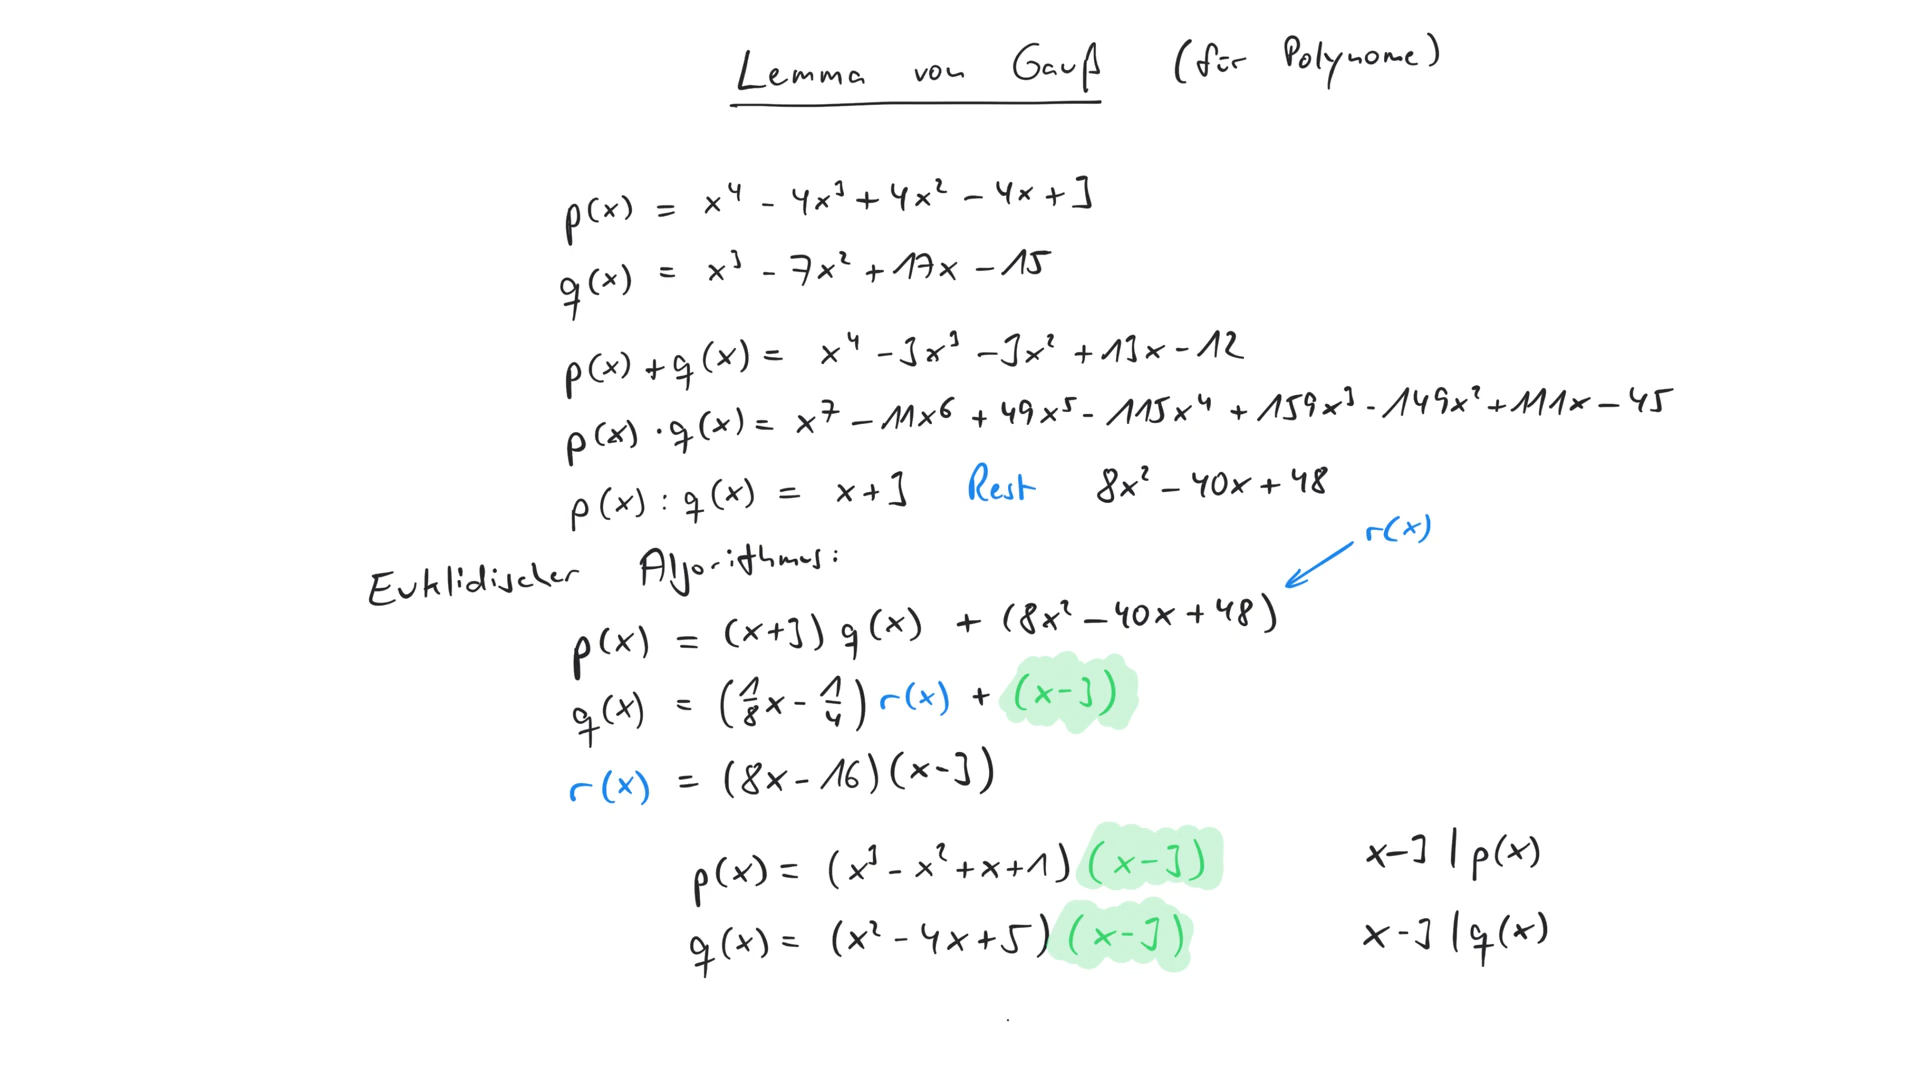 Lemma von Gauß (für Polynome)
p(x) = x⁴ - 4x³ + 4x² - 4x + 3
q(x) = x³ - 7x² + 17x - 15
p(x) + q(x) = x⁴ - 3x³ - 3x² + 13x - 12
p(x) · q(x) = x⁷ - 11x⁶ + 49x⁵ - 115x⁴ + 159x³ - 149x² + 111x - 45
p(x) : q(x) = x + 3 Rest 8x² - 40x + 48
r(x)
Euklidischer Algorithmus:
p(x) = (x+3) q(x) + (8x² - 40x + 48)
q(x) = (1/8 x - 1/4) r(x) + (x-3)
r(x) = (8x - 16)(x-3)
p(x) = (x³ - x² + x + 1)(x-3) x-3 | p(x)
q(x) = (x² - 4x + 5)(x-3) x-3 | q(x)